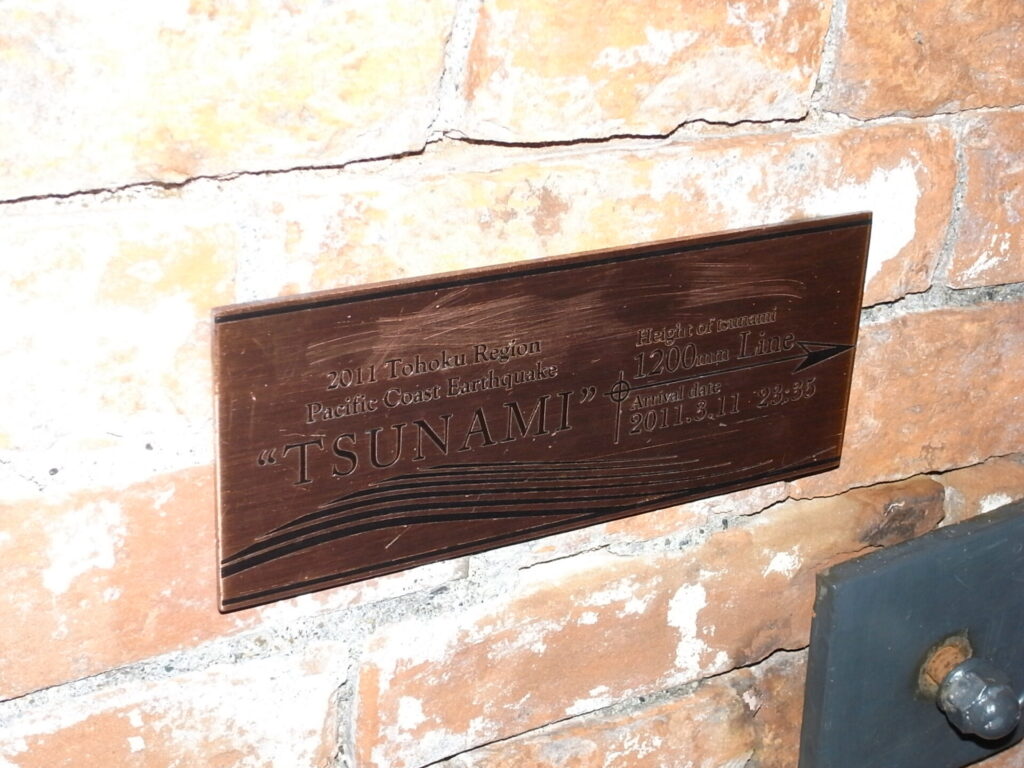 2011 Tohoku Region
Pacific Coast Earthquake
“TSUNAMI”
Height of tsunami
1200mm Line
Arrival date
2011.3.11 23:35